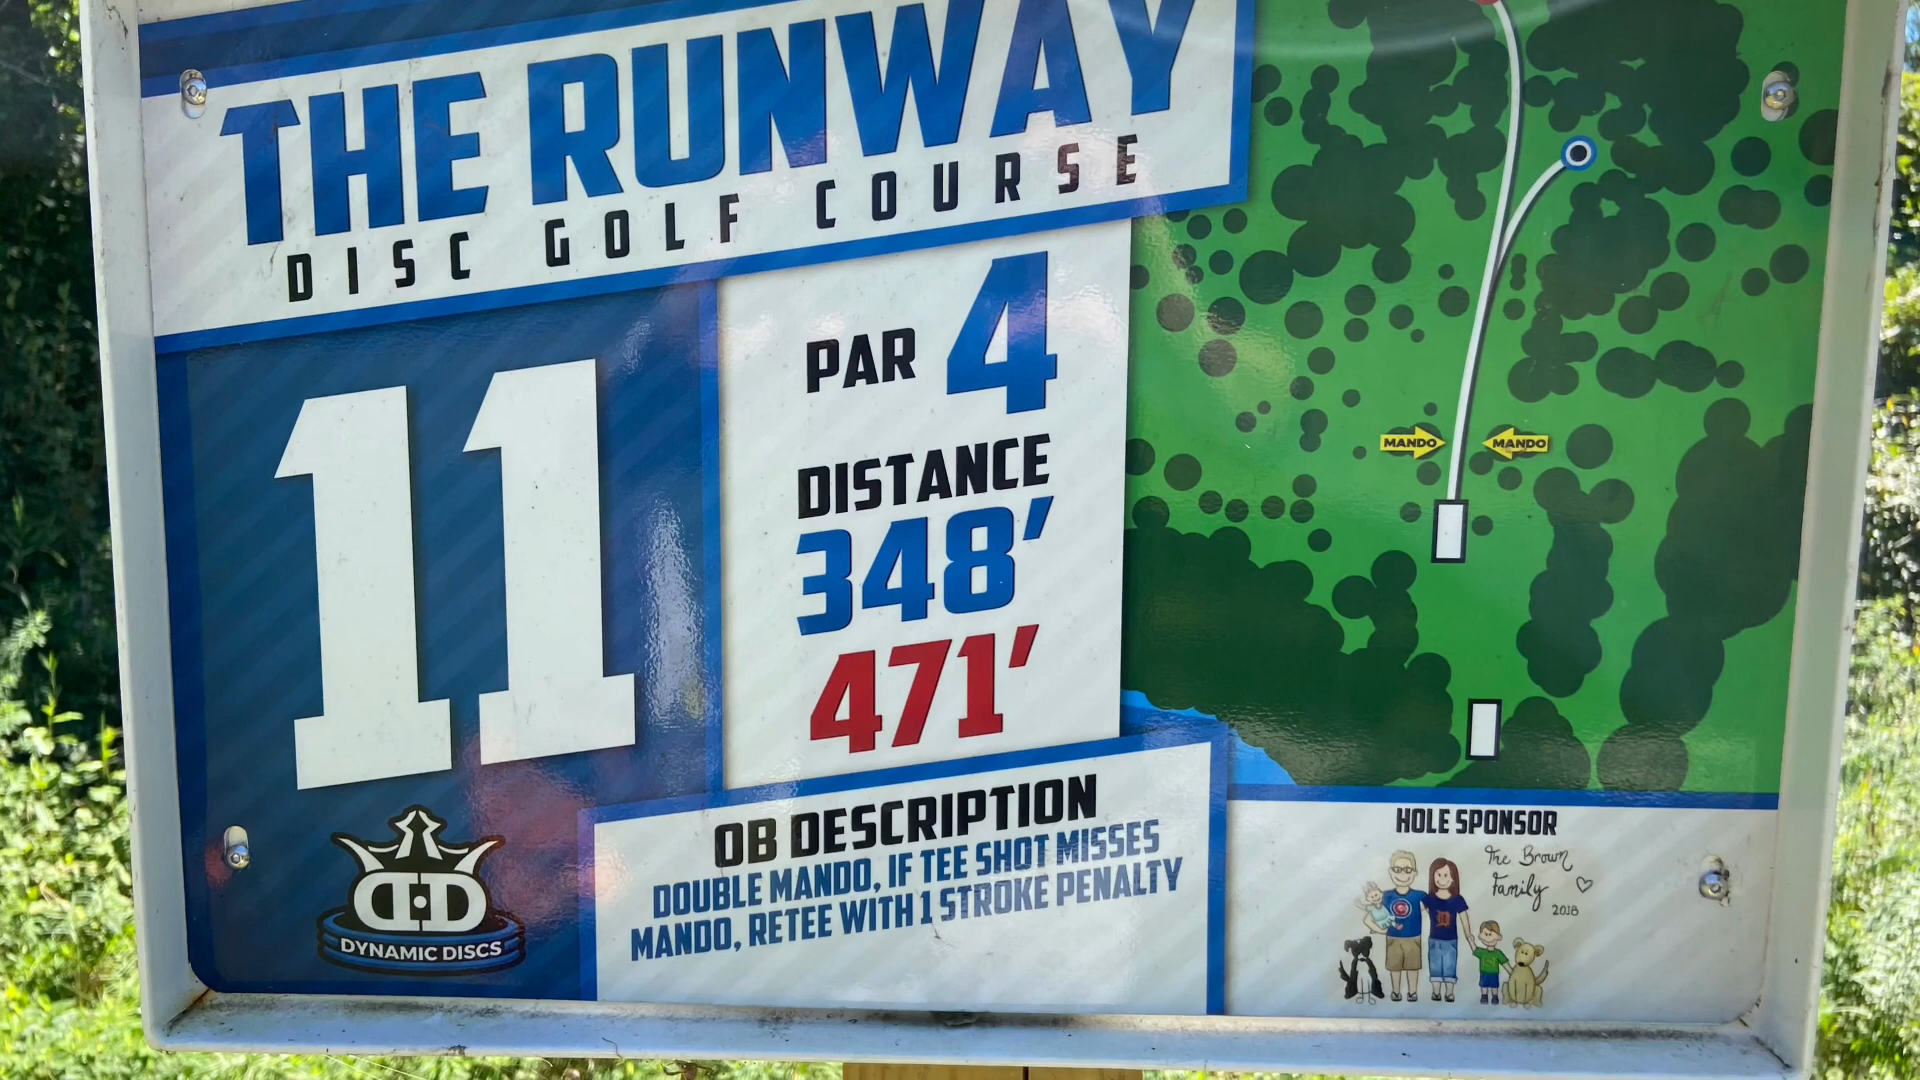 THE RUNWAY
DISC GOLF COURSE
11
PAR 4
DISTANCE
348'
471'
MANDO
MANDO
OB DESCRIPTION
DOUBLE MANDO, IF TEE SHOT MISSES
MANDO, RETEE WITH 1 STROKE PENALTY
DD
DYNAMIC DISCS
HOLE SPONSOR
The Brown
Family
2018